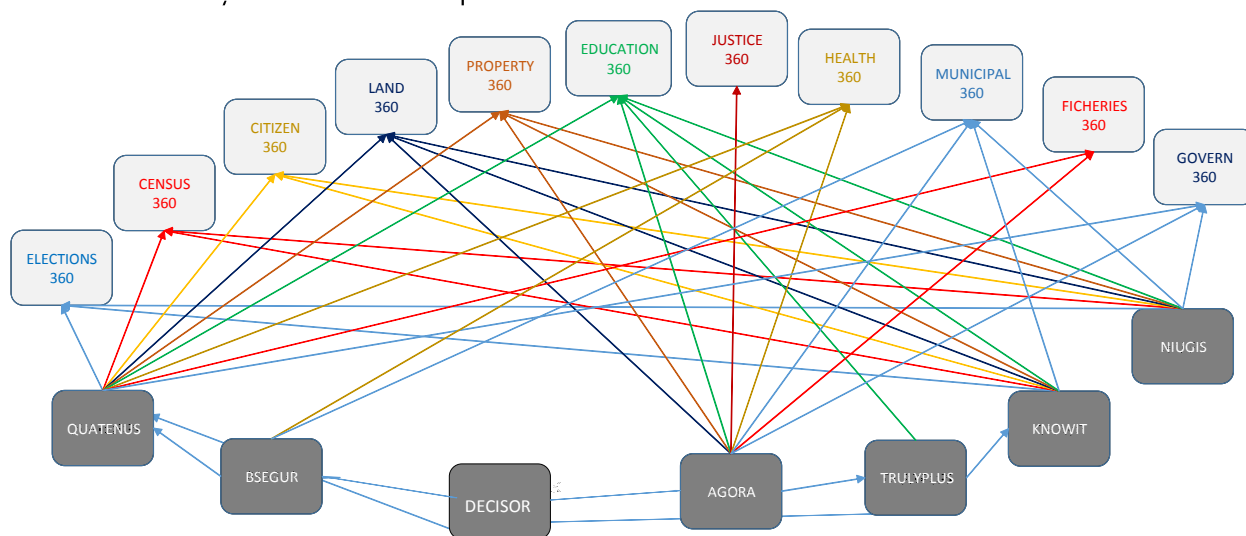 JUSTICE
360
EDUCATION
360
HEALTH
360
PROPERTY
360
MUNICIPAL
360
LAND
360
FICHERIES
360
CITIZEN
360
GOVERN
360
CENSUS
360
ELECTIONS
360
NIUGIS
QUATENUS
KNOWIT
BSEGUR
TRULYPLUS
AGORA
DECISOR